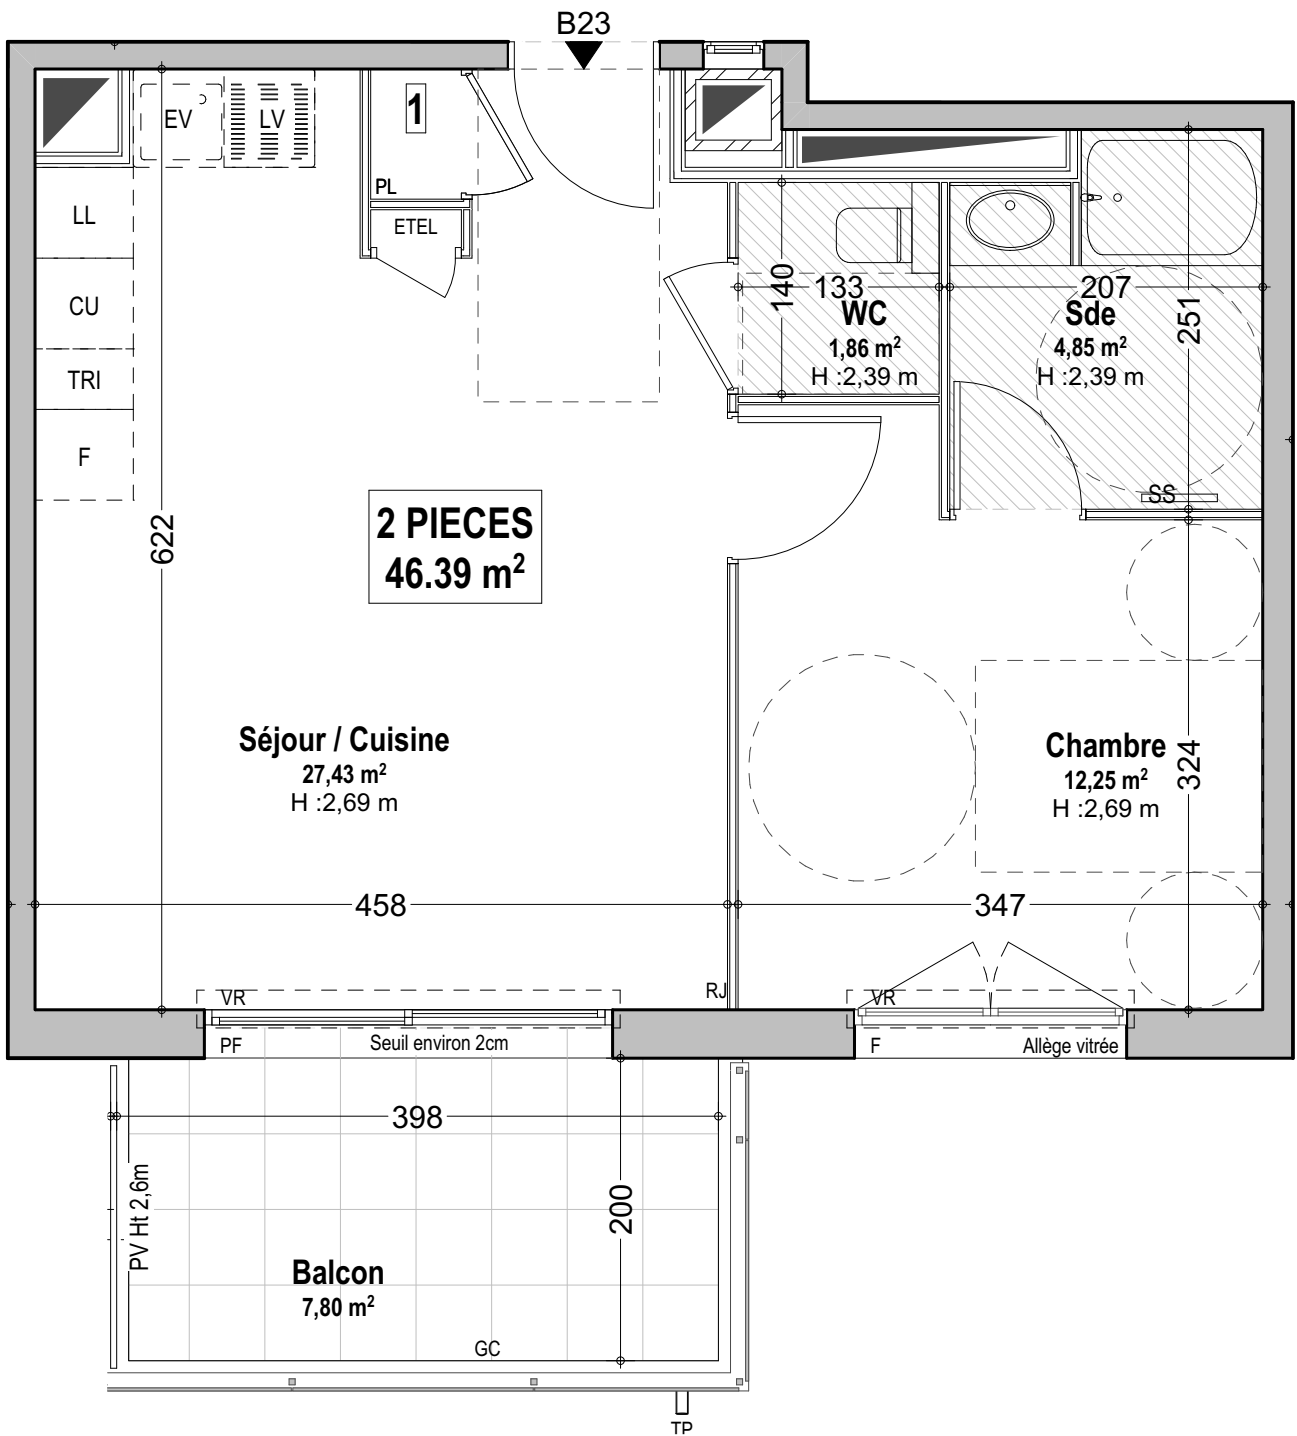 B23
EV
LV
1
PL
ETEL
LL
CU
TRI
F
140
133
WC
1,86 m²
H :2,39 m
207
Sde
4,85 m²
H :2,39 m
251
SS
622
2 PIECES
46.39 m²
Séjour / Cuisine
27,43 m²
H :2,69 m
Chambre
12,25 m²
H :2,69 m
324
458
347
VR
RJ
VR
PF
Seuil environ 2cm
F
Allège vitrée
398
PV Ht 2,6m
200
Balcon
7,80 m²
GC
TP